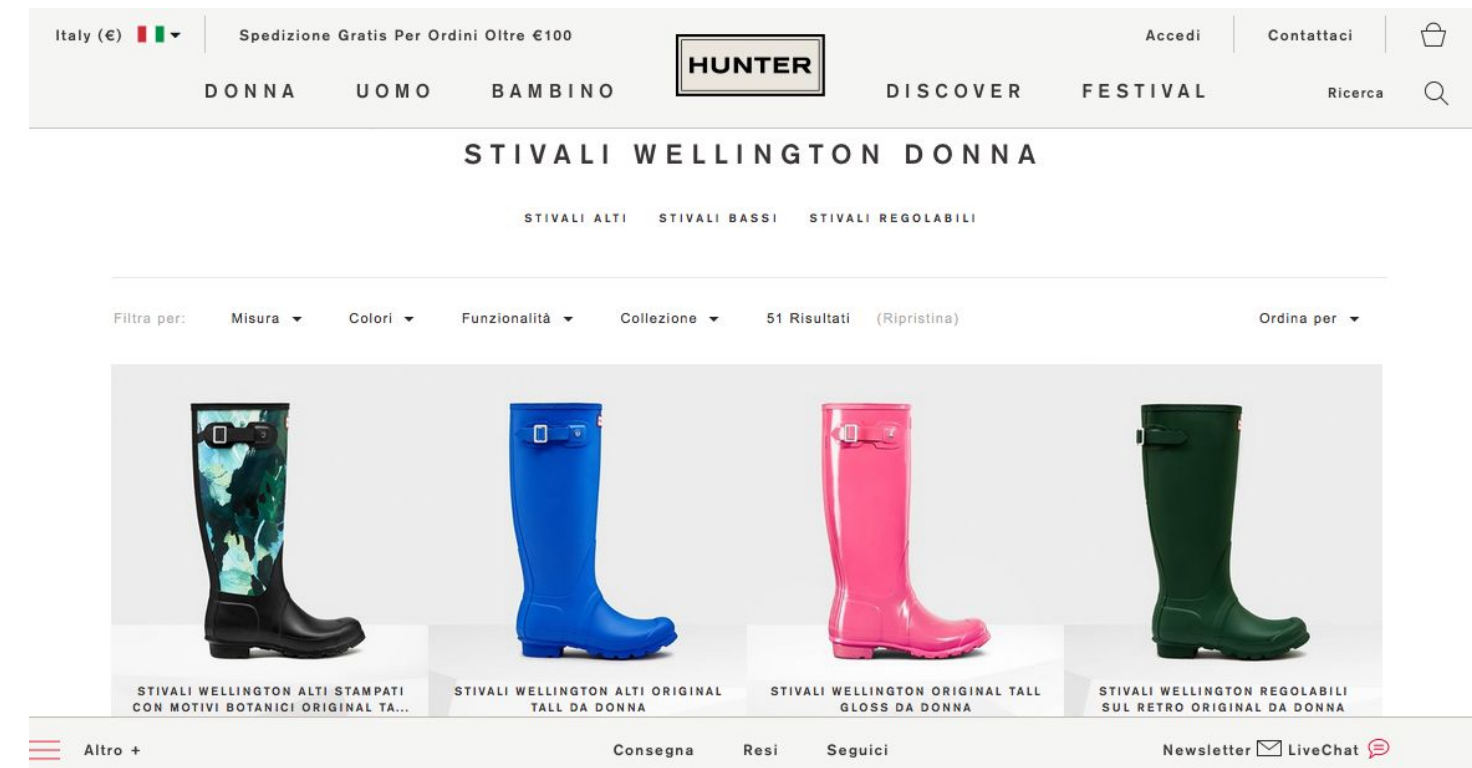 Italy (€)
Spedizione Gratis Per Ordini Oltre €100
Accedi
Contattaci
DONNA
UOMO
BAMBINO
HUNTER
DISCOVER
FESTIVAL
Ricerca
STIVALI WELLINGTON DONNA
STIVALI ALTI
STIVALI BASSI
STIVALI REGOLABILI
Filtra per:
Misura
Colori
Funzionalità
Collezione
51 Risultati
(Ripristina)
Ordina per
STIVALI WELLINGTON ALTI STAMPATI
CON MOTIVI BOTANICI ORIGINAL TA...
STIVALI WELLINGTON ALTI ORIGINAL
TALL DA DONNA
STIVALI WELLINGTON ORIGINAL TALL
GLOSS DA DONNA
STIVALI WELLINGTON REGOLABILI
SUL RETRO ORIGINAL DA DONNA
Altro +
Consegna
Resi
Seguici
Newsletter
LiveChat